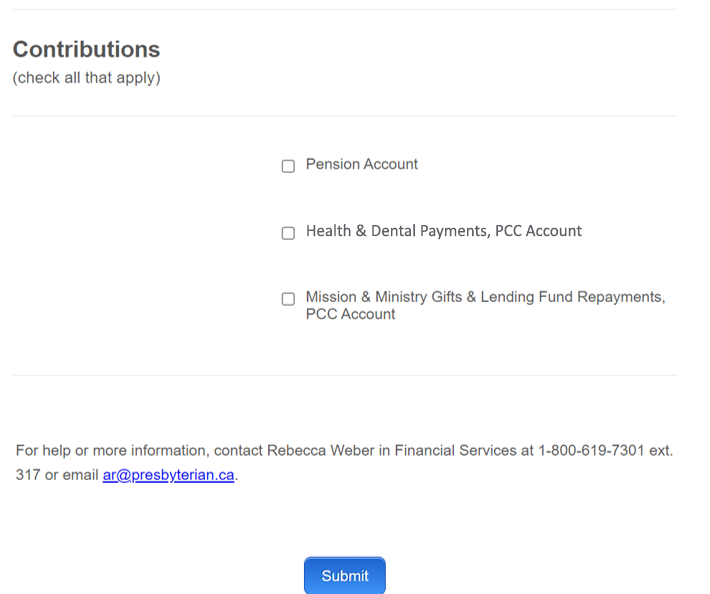 Contributions
(check all that apply)
Pension Account
Health & Dental Payments, PCC Account
Mission & Ministry Gifts & Lending Fund Repayments,
PCC Account
For help or more information, contact Rebecca Weber in Financial Services at 1-800-619-7301 ext.
317 or email ar@presbyterian.ca.
Submit